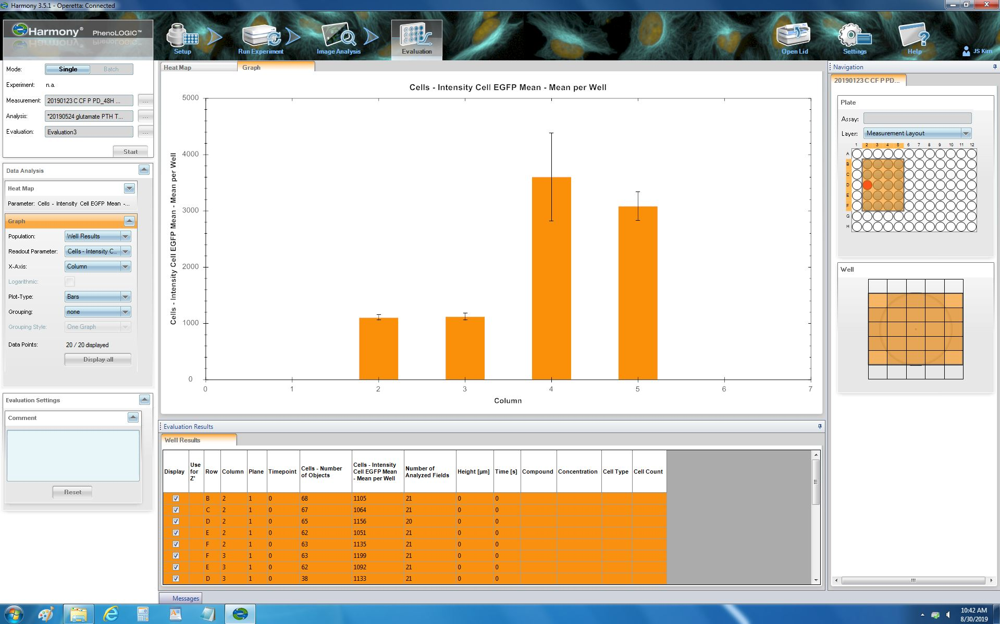 Harmony 3.5.1 - Operetta: Connected
Harmony® PhenoLOGIC™
Setup
Run Experiment
Image Analysis
Evaluation
Open Lid
Settings
Help
JS Kim
Mode: Single Batch
Experiment: n.a.
Measurement: 20190123 C CF P PD_48H ... ...
Analysis: *20190524 glutamate PTH T... ...
Evaluation: Evaluation3 ...
Start
Data Analysis
Heat Map
Parameter: Cells - Intensity Cell EGFP Mean -...
Graph
Population: Well Results
Readout Parameter: Cells - Intensity C...
X-Axis: Column
Logarithmic:
Plot-Type: Bars
Grouping: none
Grouping Style: One Graph
Data Points: 20 / 20 displayed
Display all
Evaluation Settings
Comment
Reset
Heat Map Graph
Cells - Intensity Cell EGFP Mean - Mean per Well
Cells - Intensity Cell EGFP Mean - Mean per Well
5000
4000
3000
2000
1000
0
0 1 2 3 4 5 6 7
Column
Evaluation Results
Well Results
Display Use for Z' Row Column Plane Timepoint Cells - Number of Objects Cells - Intensity Cell EGFP Mean - Mean per Well Number of Analyzed Fields Height [µm] Time [s] Compound Concentration Cell Type Cell Count
B 2 1 0 68 1105 21 0 0
C 2 1 0 67 1064 21 0 0
D 2 1 0 65 1156 20 0 0
E 2 1 0 62 1051 21 0 0
F 2 1 0 63 1135 21 0 0
F 3 1 0 63 1199 21 0 0
E 3 1 0 62 1092 21 0 0
D 3 1 0 38 1133 21 0 0
Messages
Navigation
20190123 C CF P PD...
Plate
Assay:
Layer: Measurement Layout
1 2 3 4 5 6 7 8 9 10 11 12
A
B
C
D
E
F
G
H
Well
10:42 AM
8/30/2019